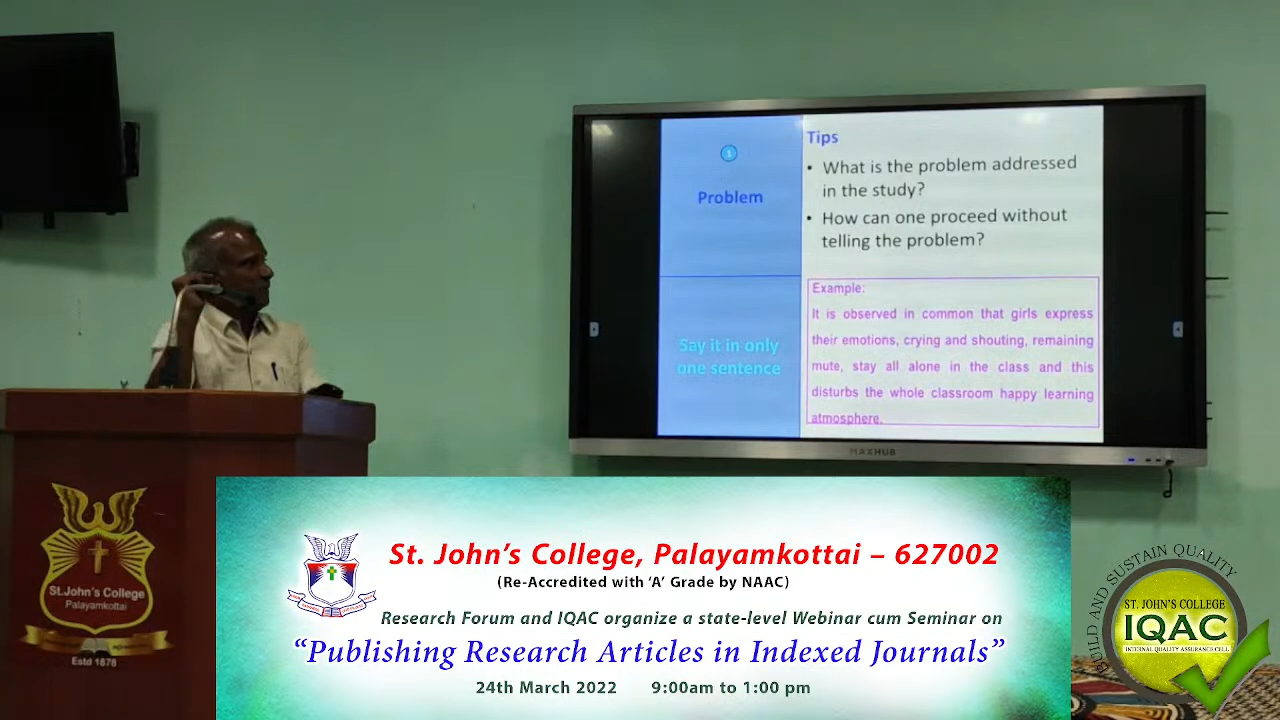 1
Problem
Say it in only
one sentence
Tips
• What is the problem addressed
in the study?
• How can one proceed without
telling the problem?
Example:
It is observed in common that girls express
their emotions, crying and shouting, remaining
mute, stay all alone in the class and this
disturbs the whole classroom happy learning
atmosphere.
MAXHUB
St.John's College
Palayamkottai
Estd 1878
St. John's College, Palayamkottai – 627002
(Re-Accredited with 'A' Grade by NAAC)
Research Forum and IQAC organize a state-level Webinar cum Seminar on
“Publishing Research Articles in Indexed Journals”
24th March 2022 9:00am to 1:00 pm
BUILD AND SUSTAIN QUALITY
ST. JOHN'S COLLEGE
IQAC
INTERNAL QUALITY ASSURANCE CELL